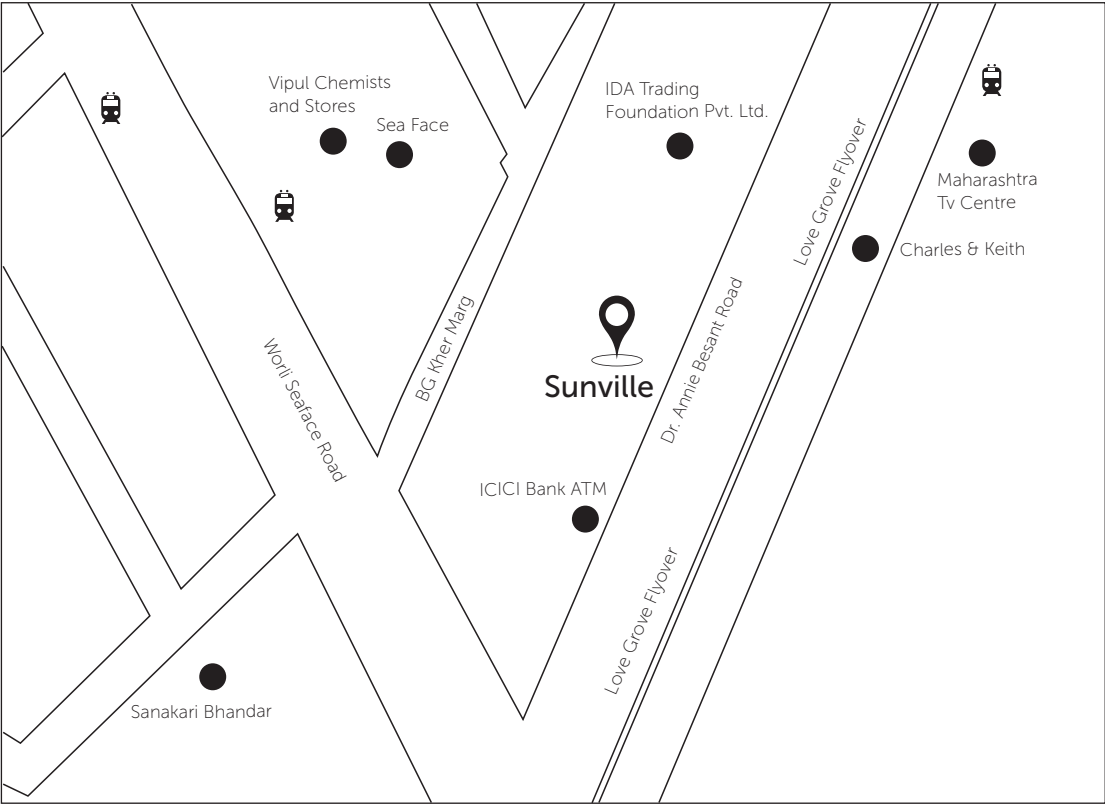 Vipul Chemists
and Stores
Sea Face
IDA Trading
Foundation Pvt. Ltd.
Love Grove Flyover
Maharashtra
Tv Centre
Charles & Keith
BG Kher Marg
Dr. Annie Besant Road
Worli Seaface Road
Sunville
ICICI Bank ATM
Love Grove Flyover
Sanakari Bhandar